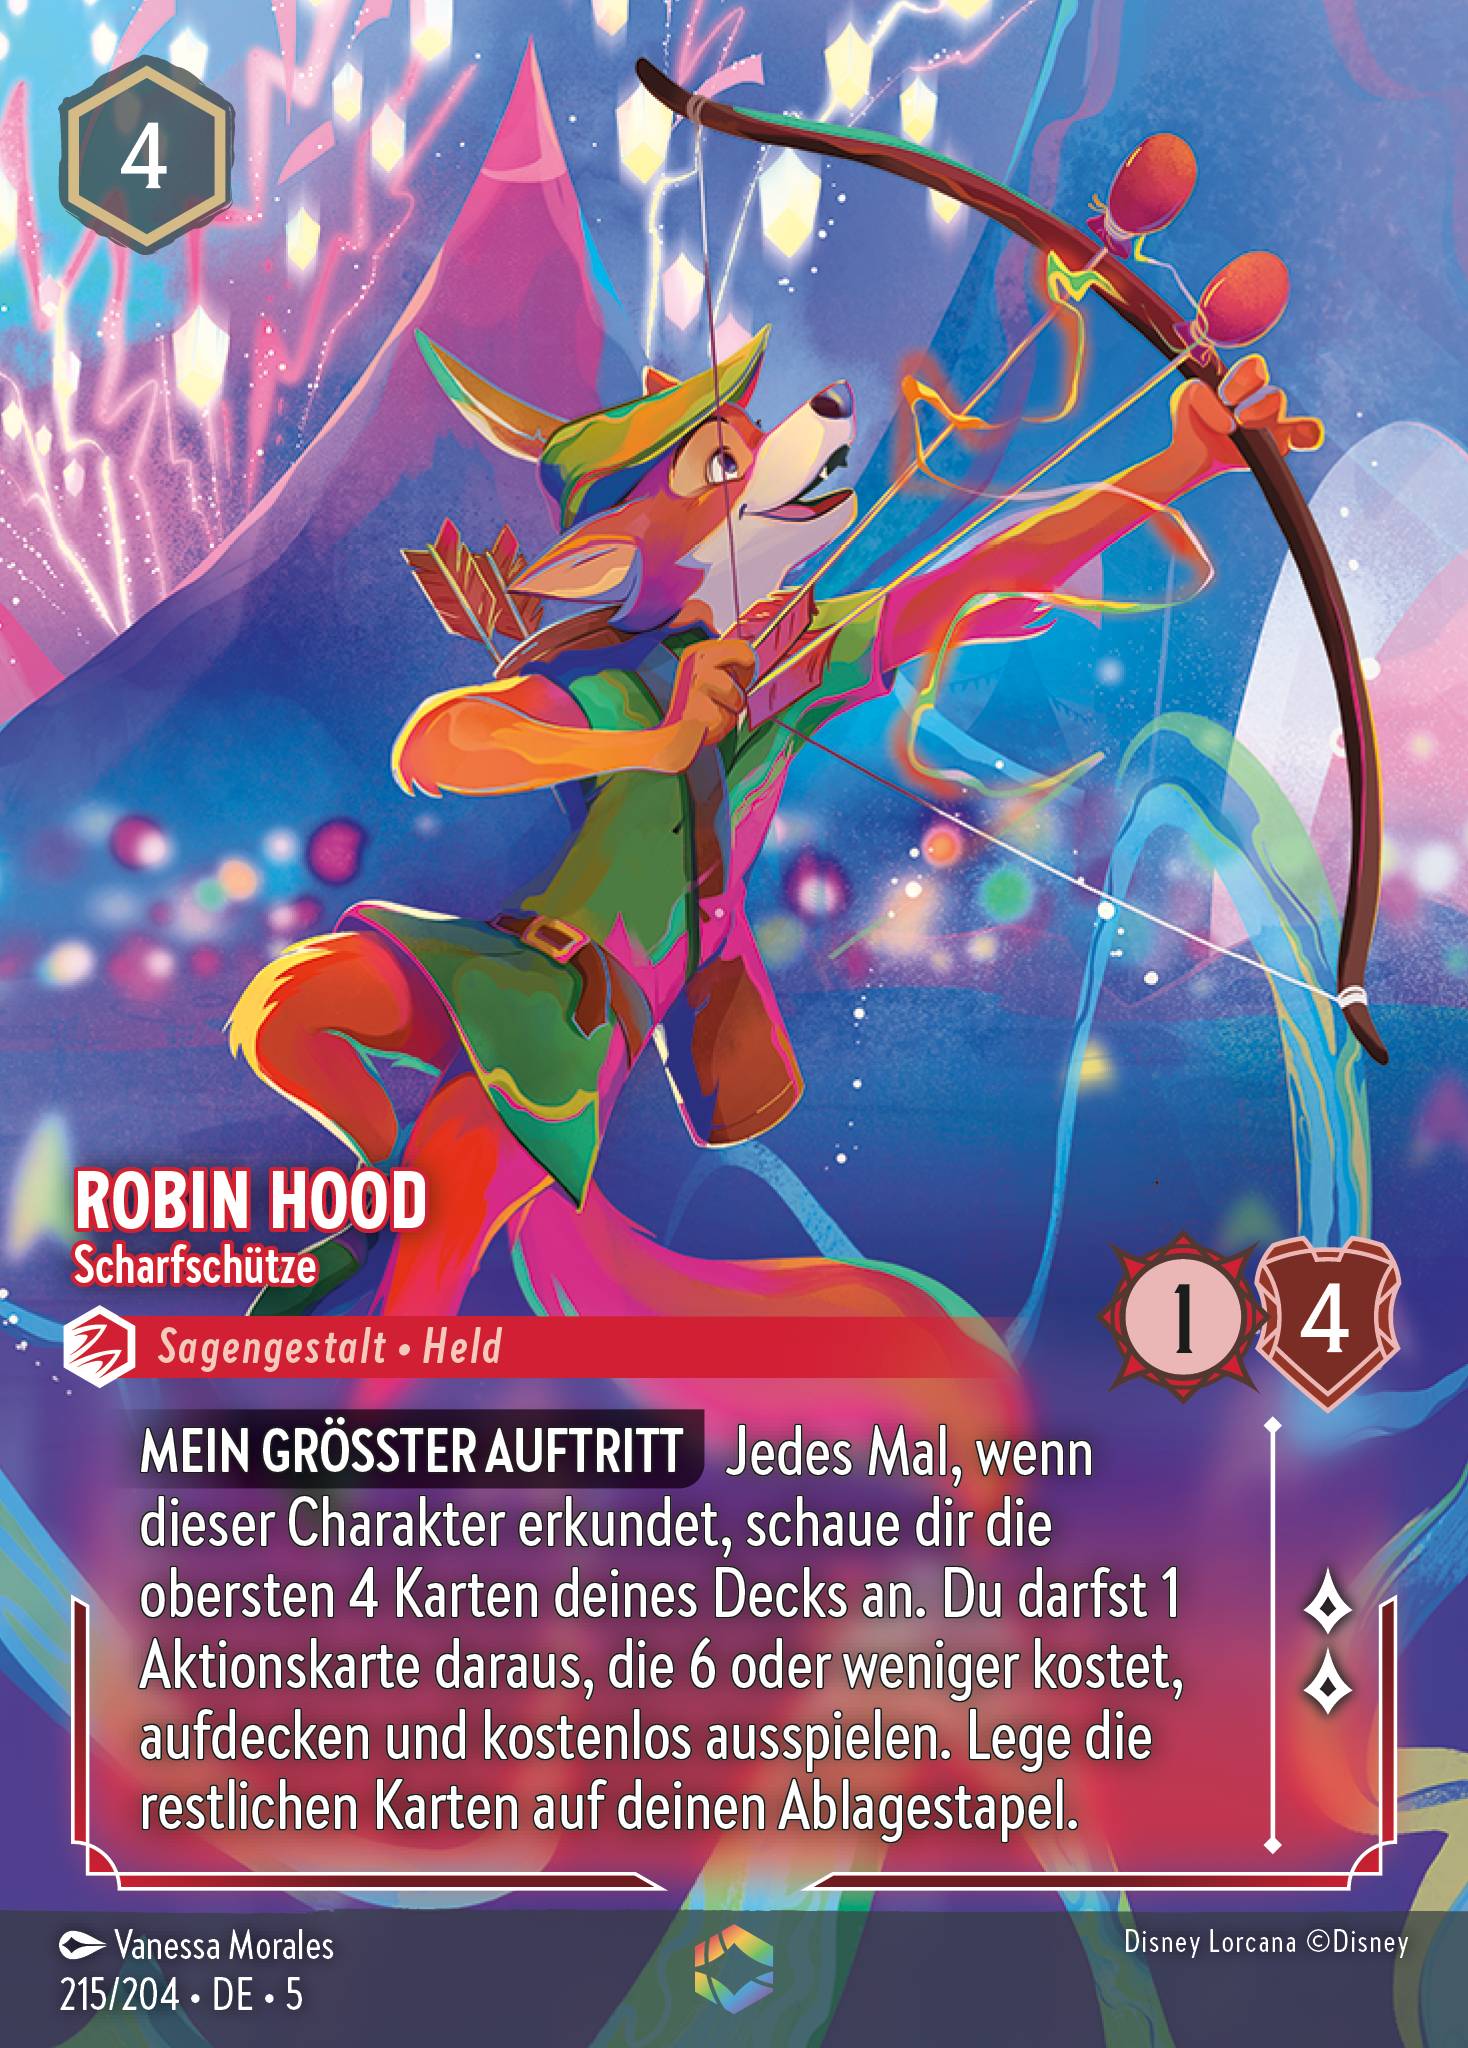 4
ROBIN HOOD
Scharfschütze
Sagengestalt • Held
1 4
MEIN GRÖSSTER AUFTRITT Jedes Mal, wenn
dieser Charakter erkundet, schaue dir die
obersten 4 Karten deines Decks an. Du darfst 1
Aktionskarte daraus, die 6 oder weniger kostet,
aufdecken und kostenlos ausspielen. Lege die
restlichen Karten auf deinen Ablagestapel.
Vanessa Morales
Disney Lorcana ©Disney
215/204 • DE • 5